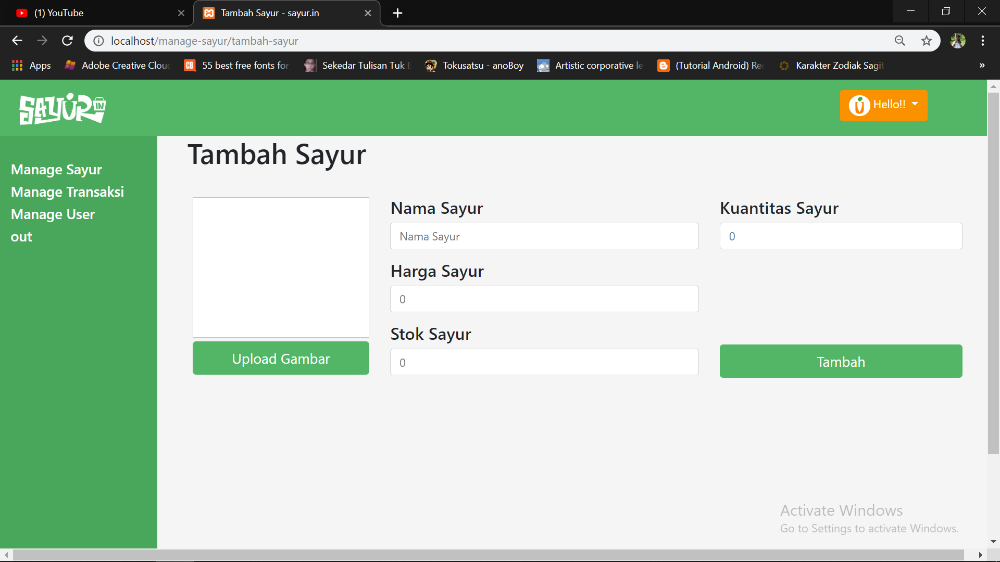 (1) YouTube
Tambah Sayur - sayur.in
localhost/manage-sayur/tambah-sayur
Apps
Adobe Creative Clou
55 best free fonts for
Sekedar Tulisan Tuk
Tokusatsu - anoBoy
Artistic corporative le
(Tutorial Android) Re
Karakter Zodiak Sagit
»
SAYUR IN
Hello!!
Manage Sayur
Manage Transaksi
Manage User
out
Tambah Sayur
Nama Sayur
Nama Sayur
Kuantitas Sayur
0
Harga Sayur
0
Stok Sayur
0
Upload Gambar
Tambah
Activate Windows
Go to Settings to activate Windows.